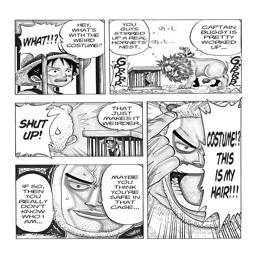 CAPTAIN
BUGGY IS
PRETTY
WORKED
UP...
YOU
GUYS
STIRRED
UP A REAL
HORNETS'
NEST.
HEY,
WHAT'S
WITH THE
WEIRD
COSTUME?
WHAT!!?
COSTUME!?
THIS
IS MY
HAIR!!!
THAT
JUST
MAKES IT
WEIRDER.
SHUT
UP!
MAYBE
YOU
THINK
YOU'RE
SAFE IN
THAT
CAGE...
IF SO,
THEN YOU
REALLY
DON'T
KNOW
WHO I
AM...